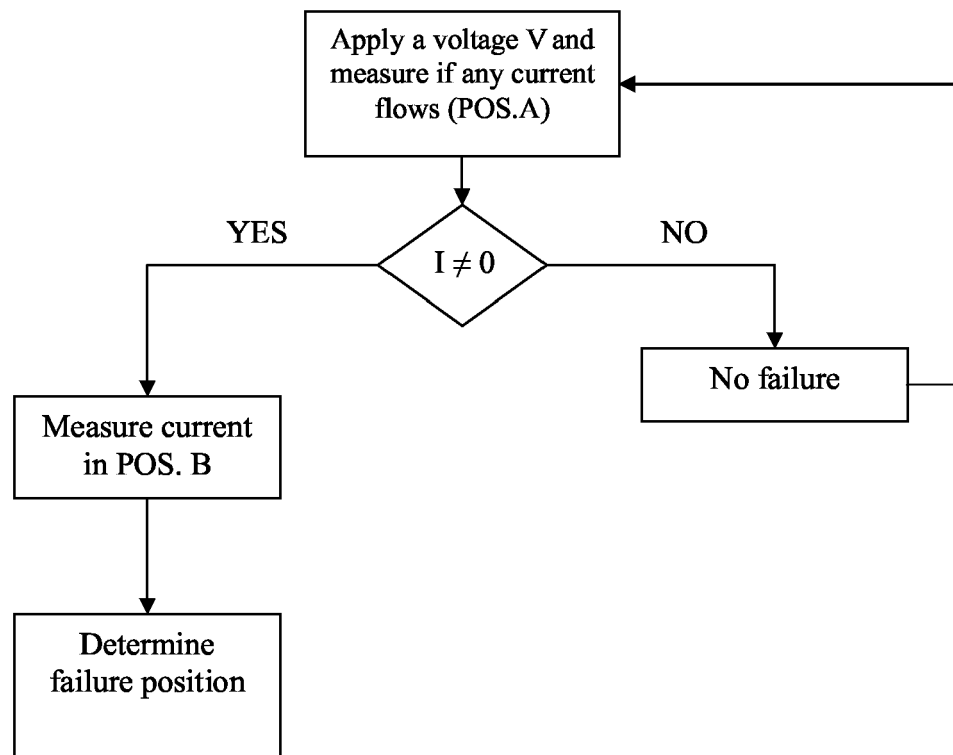 Apply a voltage V and
measure if any current
flows (POS.A)
YES
NO
I ≠ 0
No failure
Measure current
in POS. B
Determine
failure position